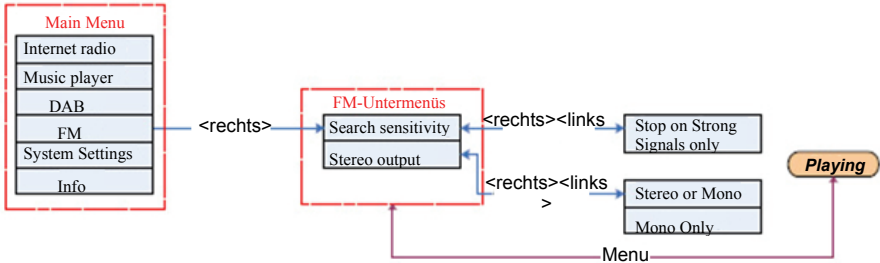 Main Menu
Internet radio
Music player
DAB
FM
System Settings
Info
<rechts>
FM-Untermenüs
Search sensitivity
Stereo output
<rechts><links
Stop on Strong
Signals only
<rechts><links
>
Stereo or Mono
Mono Only
Playing
Menu